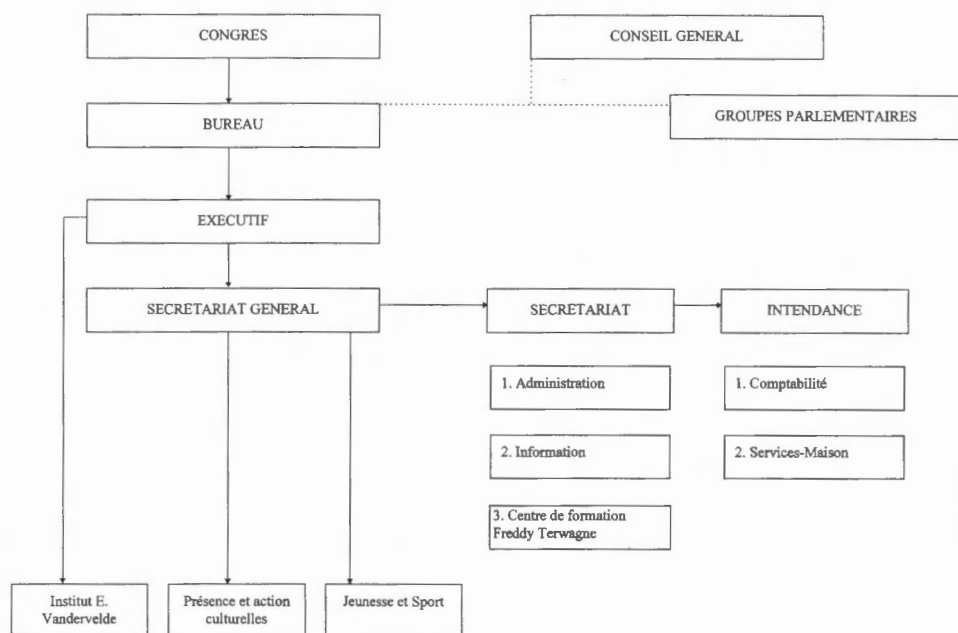 CONGRES
CONSEIL GENERAL
BUREAU
GROUPES PARLEMENTAIRES
EXECUTIF
SECRETARIAT GENERAL
SECRETARIAT
INTENDANCE
1. Administration
1. Comptabilité
2. Information
2. Services-Maison
3. Centre de formation
Freddy Terwagne
Institut E.
Vandervelde
Présence et action
culturelles
Jeunesse et Sport